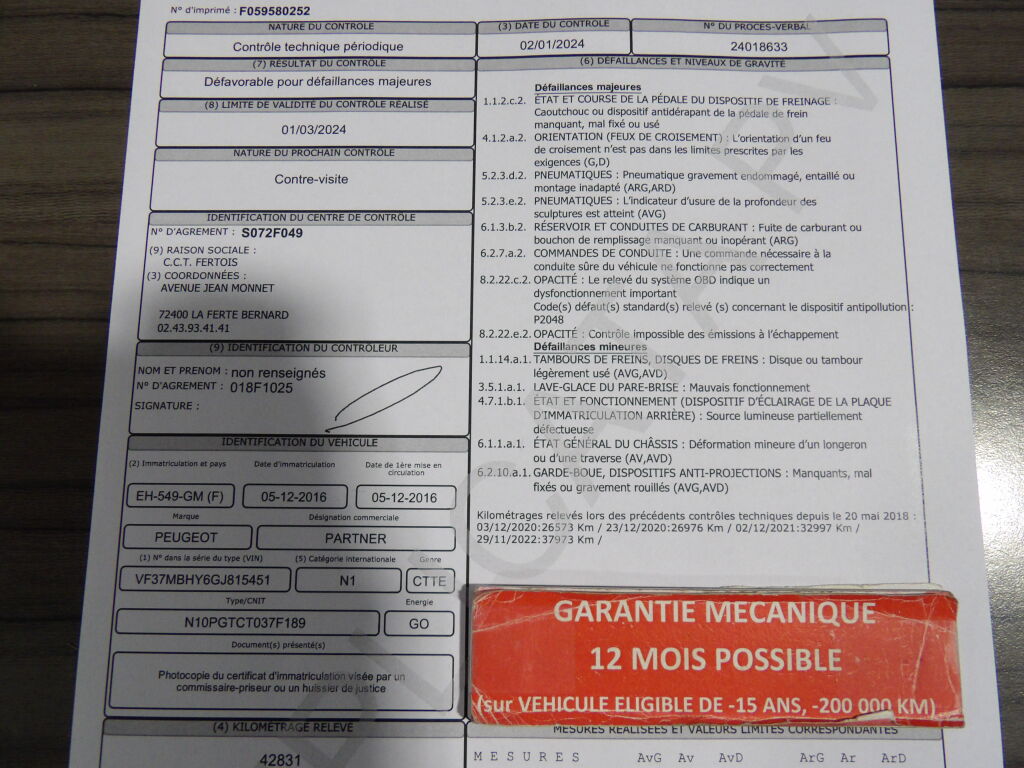 N° d'imprimé : F059580252
NATURE DU CONTRÔLE
Contrôle technique périodique
(3) DATE DU CONTRÔLE
02/01/2024
N° DU PROCES-VERBAL
24018633
(7) RÉSULTAT DU CONTRÔLE
Défavorable pour défaillances majeures
(8) LIMITE DE VALIDITÉ DU CONTRÔLE RÉALISÉ
01/03/2024
NATURE DU PROCHAIN CONTRÔLE
Contre-visite
IDENTIFICATION DU CENTRE DE CONTRÔLE
N° D'AGREMENT : S072F049
(9) RAISON SOCIALE :
C.C.T. FERTOIS
(3) COORDONNÉES :
AVENUE JEAN MONNET
72400 LA FERTE BERNARD
02.43.93.41.41
(9) IDENTIFICATION DU CONTRÔLEUR
NOM ET PRENOM : non renseignés
N° D'AGREMENT : 018F1025
SIGNATURE :
IDENTIFICATION DU VÉHICULE
(2) Immatriculation et pays
Date d'immatriculation
Date de 1ère mise en
circulation
EH-549-GM (F)
05-12-2016
05-12-2016
Marque
Désignation commerciale
PEUGEOT
PARTNER
(1) N° dans la série du type (VIN)
(5) Catégorie internationale
Genre
VF37MBHY6GJ815451
N1
CTTE
Type/CNIT
Energie
N10PGTCT037F189
GO
Document(s) présenté(s)
Photocopie du certificat d'immatriculation visée par un
commissaire-priseur ou un huissier de justice
(4) KILOMÉTRAGE RELEVÉ
42831
(6) DÉFAILLANCES ET NIVEAUX DE GRAVITÉ
Défaillances majeures
1.1.2.c.2. ÉTAT ET COURSE DE LA PÉDALE DU DISPOSITIF DE FREINAGE :
Caoutchouc ou dispositif antidérapant de la pédale de frein
manquant, mal fixé ou usé
4.1.2.a.2. ORIENTATION (FEUX DE CROISEMENT) : L'orientation d'un feu
de croisement n'est pas dans les limites prescrites par les
exigences (G,D)
5.2.3.d.2. PNEUMATIQUES : Pneumatique gravement endommagé, entaillé ou
montage inadapté (ARG,ARD)
5.2.3.e.2. PNEUMATIQUES : L'indicateur d'usure de la profondeur des
sculptures est atteint (AVG)
6.1.3.b.2. RÉSERVOIR ET CONDUITES DE CARBURANT : Fuite de carburant ou
bouchon de remplissage manquant ou inopérant (ARG)
6.2.7.a.2. COMMANDES DE CONDUITE : Une commande nécessaire à la
conduite sûre du véhicule ne fonctionne pas correctement
8.2.22.c.2. OPACITÉ : Le relevé du système OBD indique un
dysfonctionnement important
Code(s) défaut(s) standard(s) relevé (s) concernant le dispositif antipollution :
P2048
8.2.22.e.2. OPACITÉ : Contrôle impossible des émissions à l'échappement
Défaillances mineures
1.1.14.a.1. TAMBOURS DE FREINS, DISQUES DE FREINS : Disque ou tambour
légèrement usé (AVG,AVD)
3.5.1.a.1. LAVE-GLACE DU PARE-BRISE : Mauvais fonctionnement
4.7.1.b.1. ÉTAT ET FONCTIONNEMENT (DISPOSITIF D'ÉCLAIRAGE DE LA PLAQUE
D'IMMATRICULATION ARRIÈRE) : Source lumineuse partiellement
défectueuse
6.1.1.a.1. ÉTAT GÉNÉRAL DU CHÂSSIS : Déformation mineure d'un longeron
ou d'une traverse (AV,AVD)
6.2.10.a.1. GARDE-BOUE, DISPOSITIFS ANTI-PROJECTIONS : Manquants, mal
fixés ou gravement rouillés (AVG,AVD)
Kilométrages relevés lors des précédents contrôles techniques depuis le 20 mai 2018 :
03/12/2020:26573 Km / 23/12/2020:26976 Km / 02/12/2021:32997 Km /
29/11/2022:37973 Km /
GARANTIE MECANIQUE
12 MOIS POSSIBLE
(sur VEHICULE ELIGIBLE DE -15 ANS, -200 000 KM)
MESURES RÉALISÉES ET VALEURS LIMITES CORRESPONDANTES
MESURES AvG Av AvD ArG Ar ArD